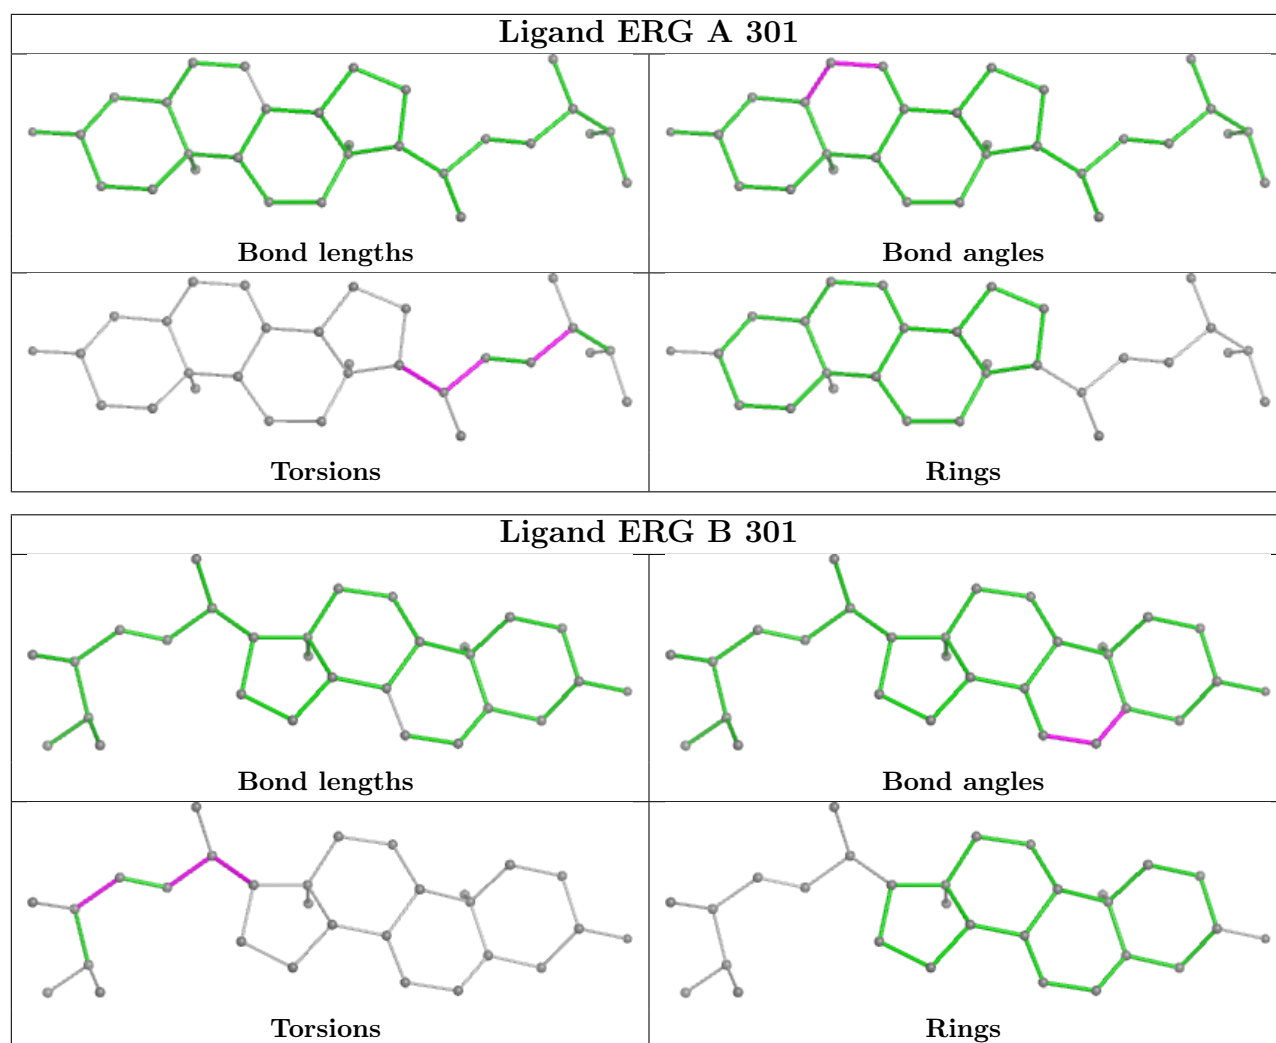 Ligand ERG A 301
Bond lengths
Bond angles
Torsions
Rings
Ligand ERG B 301
Bond lengths
Bond angles
Torsions
Rings